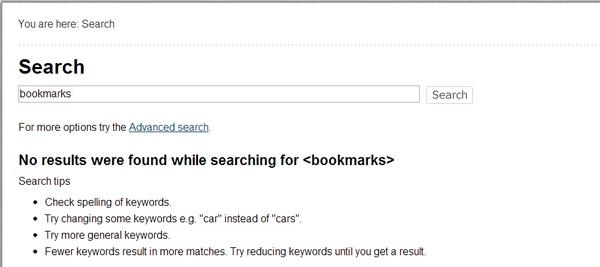 You are here: Search
Search
bookmarks
Search
For more options try the Advanced search.
No results were found while searching for <bookmarks>
Search tips
Check spelling of keywords.
Try changing some keywords e.g. "car" instead of "cars".
Try more general keywords.
Fewer keywords result in more matches. Try reducing keywords until you get a result.